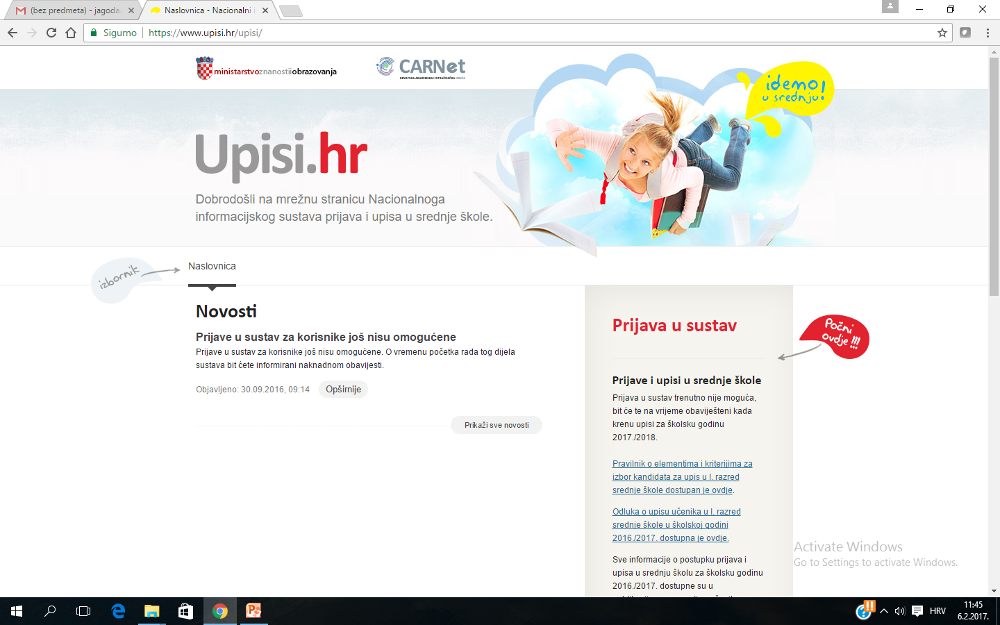 (bez predmeta) - jagoda.
Naslovnica - Nacionalni i
Sigurno
https://www.upisi.hr/upisi/
ministarstvoznanostiiobrazovanja
CARNet
HRVATSKA AKADEMSKA I ISTRAŽIVAČKA MREŽA
idemo!
u srednju!
Upisi.hr
Dobrodošli na mrežnu stranicu Nacionalnoga
informacijskog sustava prijava i upisa u srednje škole.
izbornik
Naslovnica
Novosti
Prijave u sustav za korisnike još nisu omogućene
Prijave u sustav za korisnike još nisu omogućene. O vremenu početka rada tog dijela
sustava bit ćete informirani naknadnom obavijesti.
Objavljeno: 30.09.2016, 09:14
Opširnije
Prikaži sve novosti
Prijava u sustav
Počni
ovdje!!!
Prijave i upisi u srednje škole
Prijava u sustav trenutno nije moguća,
bit će te na vrijeme obaviješteni kada
krenu upisi za školsku godinu
2017./2018.
Pravilnik o elementima i kriterijima za
izbor kandidata za upis u I. razred
srednje škole dostupan je ovdje.
Odluka o upisu učenika u I. razred
srednje škole u školskoj godini
2016./2017. dostupna je ovdje.
Sve informacije o postupku prijava i
upisa u srednju školu za školsku godinu
2016./2017. dostupne su u
Activate Windows
Go to Settings to activate Windows.
HRV
11:45
6.2.2017.